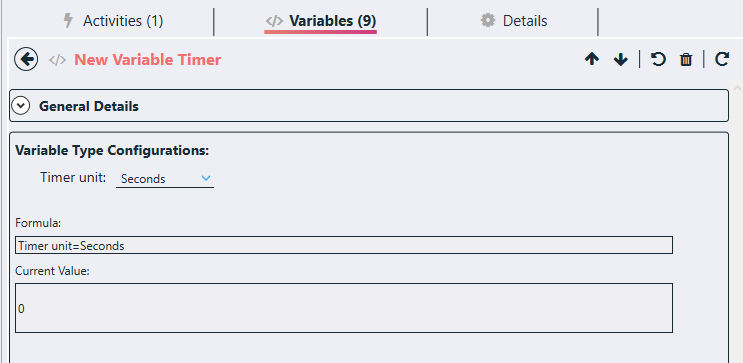 Activities (1)
</> Variables (9)
Details
</> New Variable Timer
General Details
Variable Type Configurations:
Timer unit: Seconds
Formula:
Timer unit=Seconds
Current Value:
0